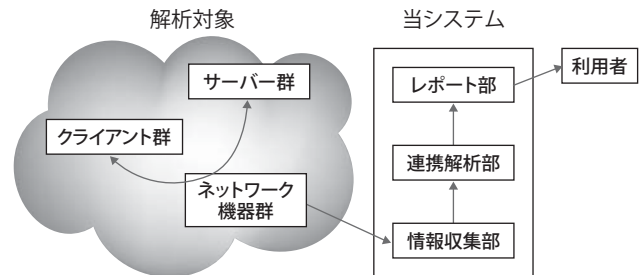 解析対象
当システム
サーバー群
クライアント群
ネットワーク
機器群
レポート部
連携解析部
情報収集部
利用者